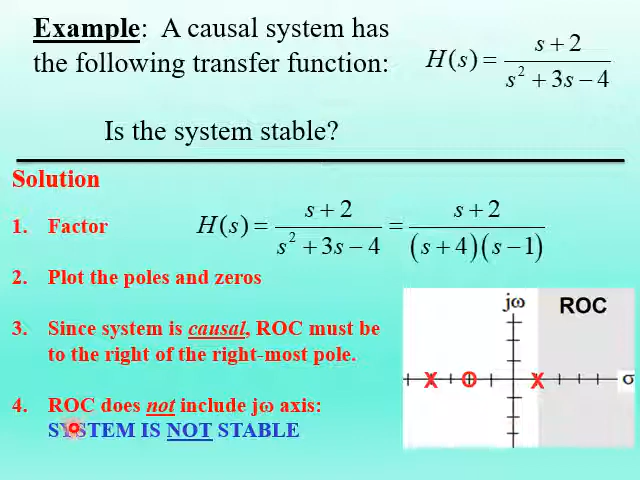 Example: A causal system has
the following transfer function:
H(s) = (s + 2) / (s² + 3s − 4)
Is the system stable?
Solution
1. Factor
H(s) = (s + 2) / (s² + 3s − 4) = (s + 2) / ((s + 4)(s − 1))
2. Plot the poles and zeros
3. Since system is causal, ROC must be
to the right of the right-most pole.
4. ROC does not include jω axis:
SYSTEM IS NOT STABLE
jω
ROC
σ